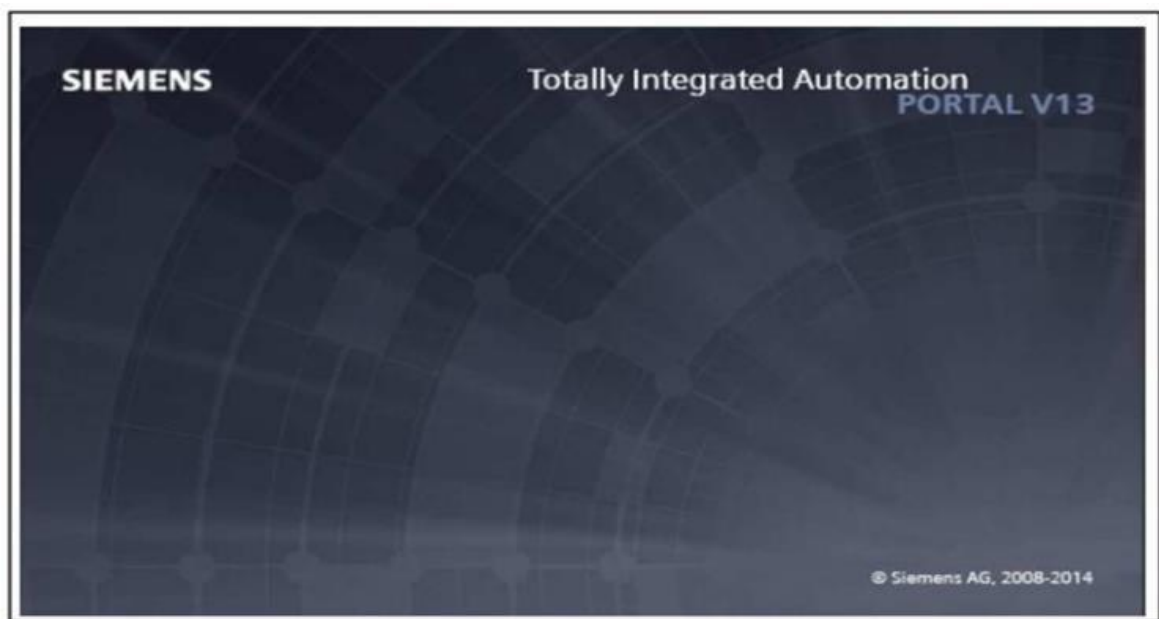 SIEMENS
Totally Integrated Automation
PORTAL V13
© Siemens AG, 2008-2014